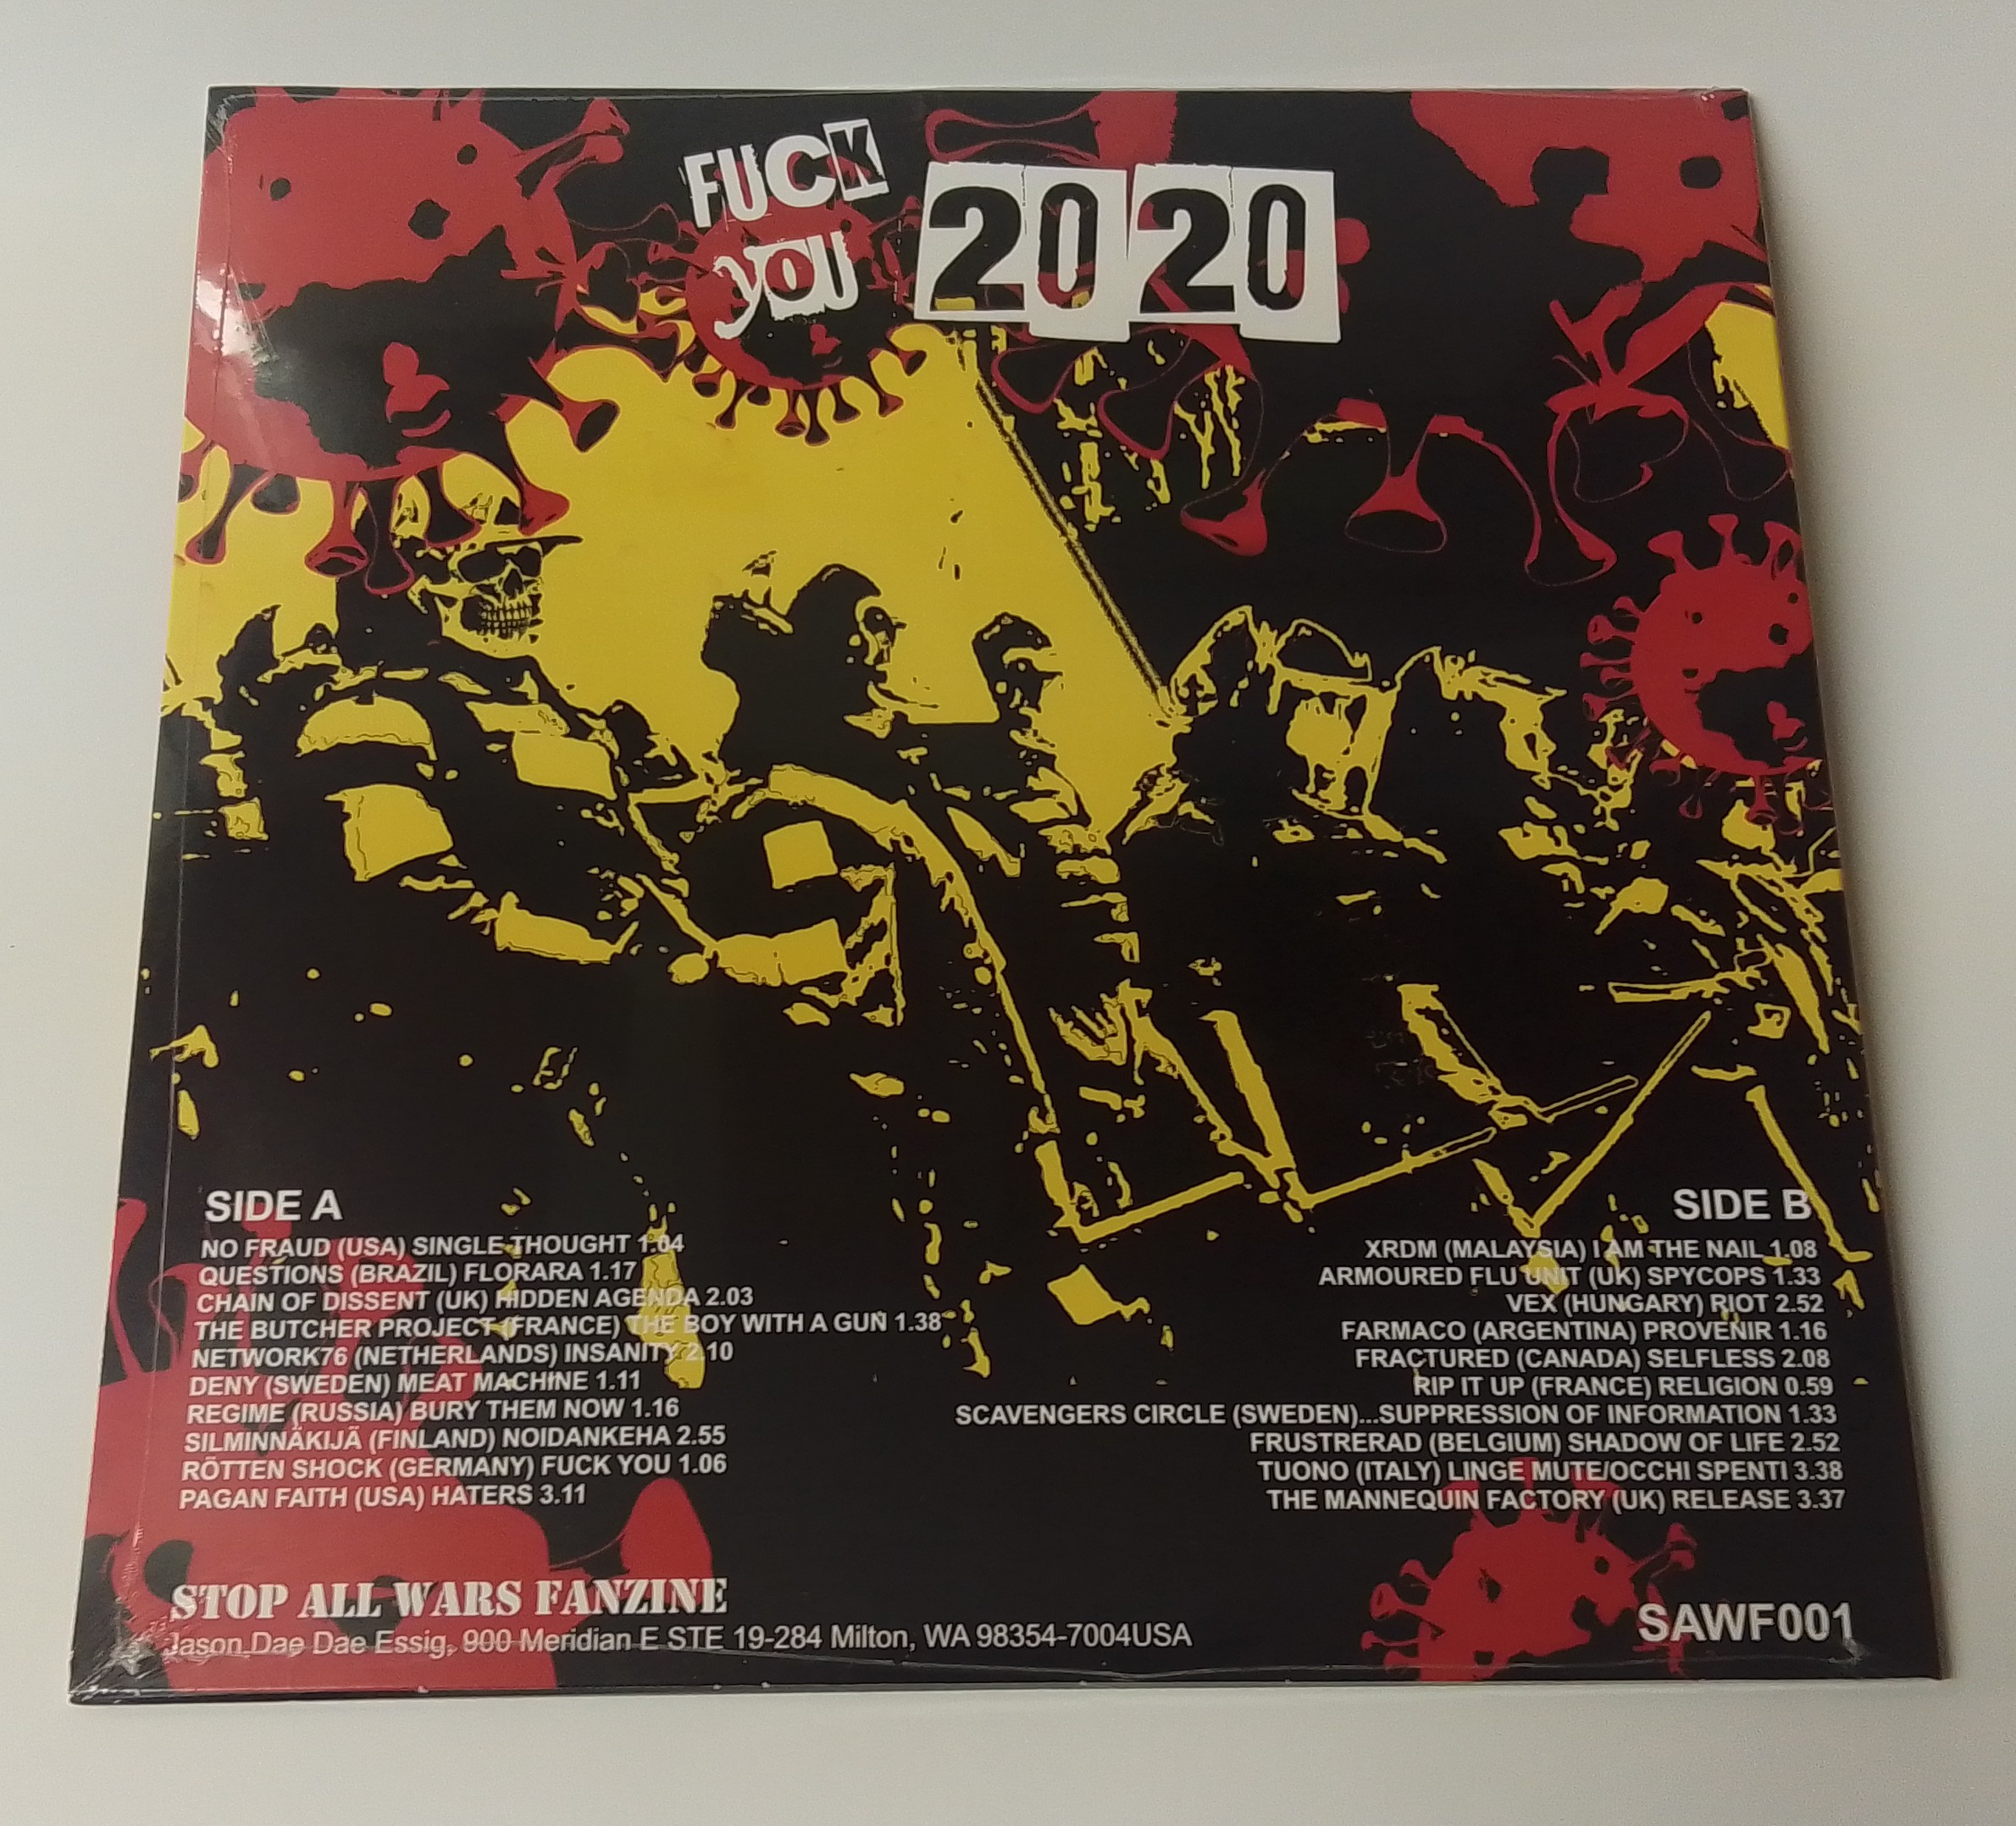 FUCK
YOU
2020
SIDE A
NO FRAUD (USA) SINGLE THOUGHT 1.04
QUESTIONS (BRAZIL) FLORARA 1.17
CHAIN OF DISSENT (UK) HIDDEN AGENDA 2.03
THE BUTCHER PROJECT (FRANCE) THE BOY WITH A GUN 1.38
NETWORK76 (NETHERLANDS) INSANITY 2.10
DENY (SWEDEN) MEAT MACHINE 1.11
REGIME (RUSSIA) BURY THEM NOW 1.16
SILMINNÄKIJÄ (FINLAND) NOIDANKEHA 2.55
RÖTTEN SHOCK (GERMANY) FUCK YOU 1.06
PAGAN FAITH (USA) HATERS 3.11
SIDE B
XRDM (MALAYSIA) I AM THE NAIL 1.08
ARMOURED FLU UNIT (UK) SPYCOPS 1.33
VEX (HUNGARY) RIOT 2.52
FARMACO (ARGENTINA) PROVENIR 1.16
FRACTURED (CANADA) SELFLESS 2.08
RIP IT UP (FRANCE) RELIGION 0.59
SCAVENGERS CIRCLE (SWEDEN)...SUPPRESSION OF INFORMATION 1.33
FRUSTRERAD (BELGIUM) SHADOW OF LIFE 2.52
TUONO (ITALY) LINGE MUTE/OCCHI SPENTI 3.38
THE MANNEQUIN FACTORY (UK) RELEASE 3.37
STOP ALL WARS FANZINE
Jason Dae Dae Essig, 900 Meridian E STE 19-284 Milton, WA 98354-7004USA
SAWF001